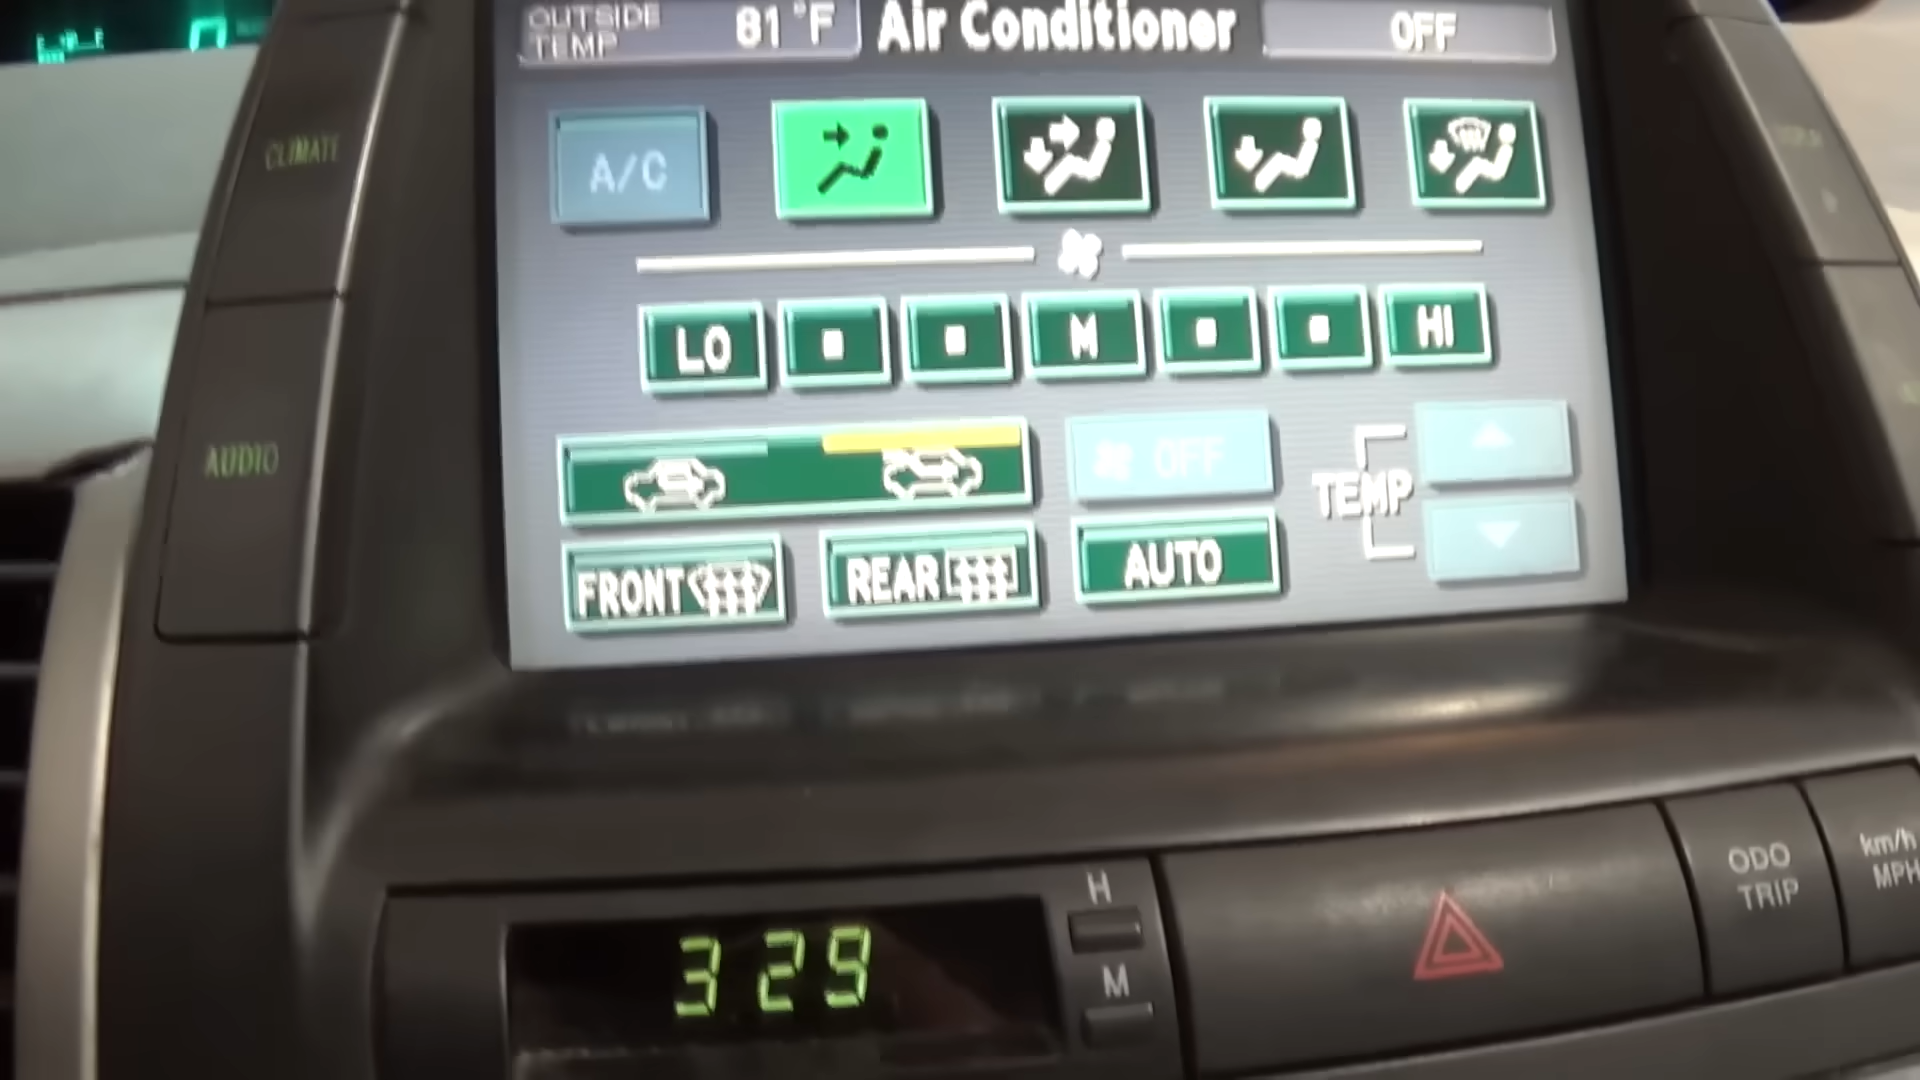 OUTSIDE TEMP 81°F Air Conditioner OFF
CLIMATE
A/C
LO M HI
AUDIO
OFF
TEMP
FRONT REAR AUTO
H
M
3 29
ODO
TRIP
km/h
MPH